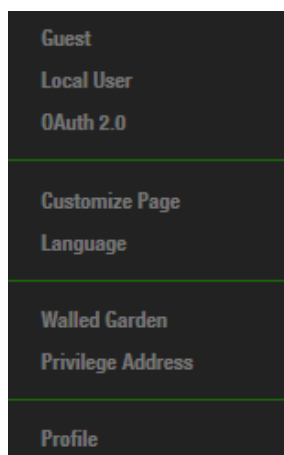 Guest
Local User
OAuth 2.0
Customize Page
Language
Walled Garden
Privilege Address
Profile